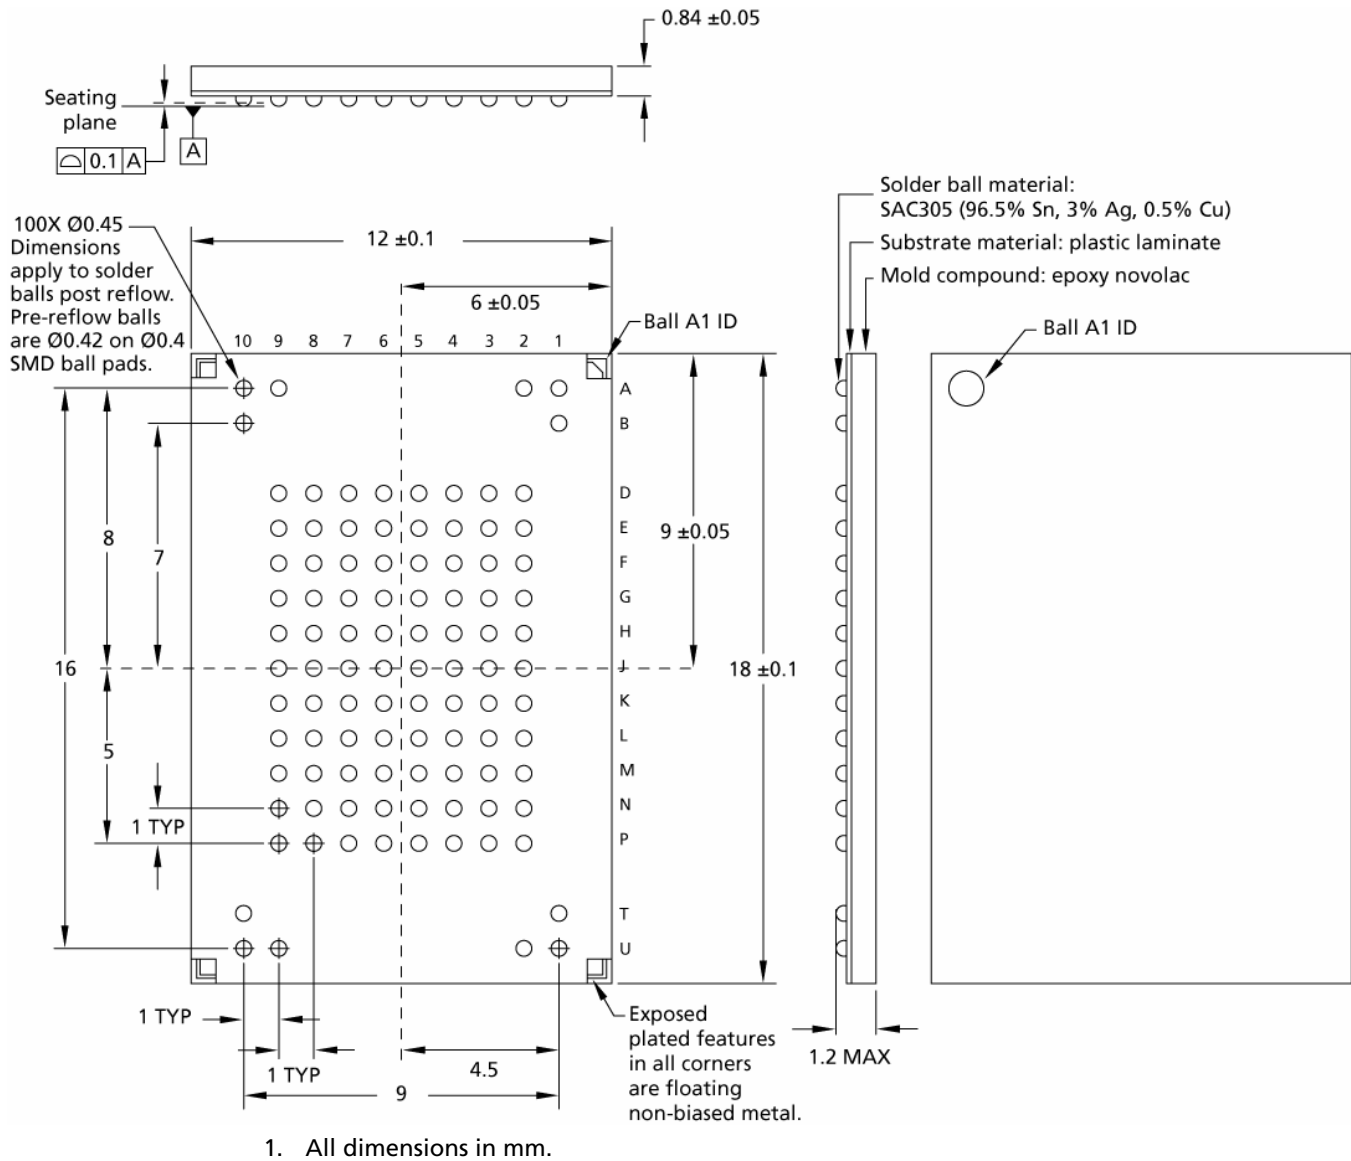 0.84 ±0.05
Seating
plane
0.1 A
A
100X Ø0.45
Dimensions
apply to solder
balls post reflow.
Pre-reflow balls
are Ø0.42 on Ø0.4
SMD ball pads.
12 ±0.1
6 ±0.05
Ball A1 ID
10 9 8 7 6 5 4 3 2 1
A
B
D
E
F
G
H
J
K
L
M
N
P
T
U
8
7
16
5
1 TYP
9 ±0.05
18 ±0.1
1 TYP
1 TYP
4.5
9
Exposed
plated features
in all corners
are floating
non-biased metal.
Solder ball material:
SAC305 (96.5% Sn, 3% Ag, 0.5% Cu)
Substrate material: plastic laminate
Mold compound: epoxy novolac
Ball A1 ID
1.2 MAX
1. All dimensions in mm.